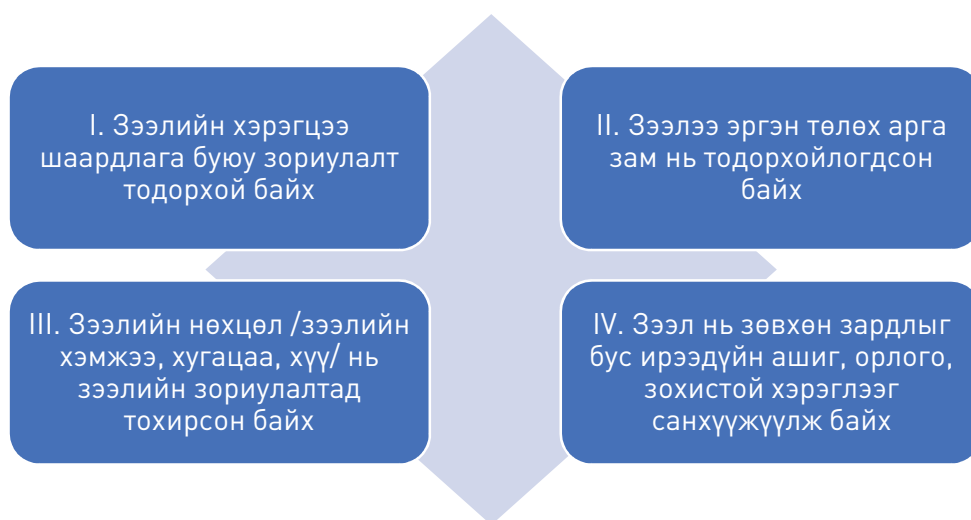 I. Зээлийн хэрэгцээ
шаардлага буюу зориулалт
тодорхой байх
II. Зээлээ эргэн төлөх арга
зам нь тодорхойлогдсон
байх
III. Зээлийн нөхцөл /зээлийн
хэмжээ, хугацаа, хүү/ нь
зээлийн зориулалтад
тохирсон байх
IV. Зээл нь зөвхөн зардлыг
бус ирээдүйн ашиг, орлого,
зохистой хэрэглээг
санхүүжүүлж байх